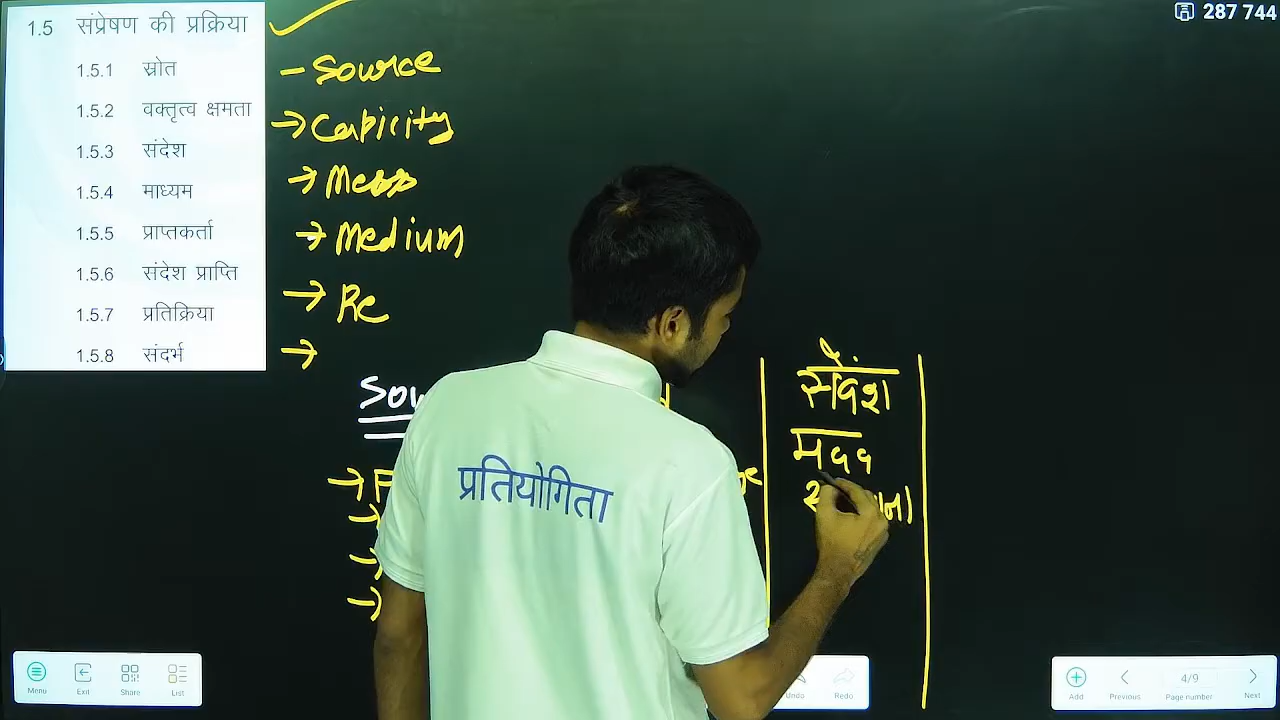 287 744
1.5 संप्रेषण की प्रक्रिया
1.5.1 स्रोत
1.5.2 वक्तृत्व क्षमता
1.5.3 संदेश
1.5.4 माध्यम
1.5.5 प्राप्तकर्ता
1.5.6 संदेश प्राप्ति
1.5.7 प्रतिक्रिया
1.5.8 संदर्भ
- Source
→ Capicity
→ Mess
→ Medium
→ Re
→
Sou
संदेश
मदद
प्रतियोगिता
Menu Exit Share List
Undo Redo
Add Previous 4/9 Page number Next